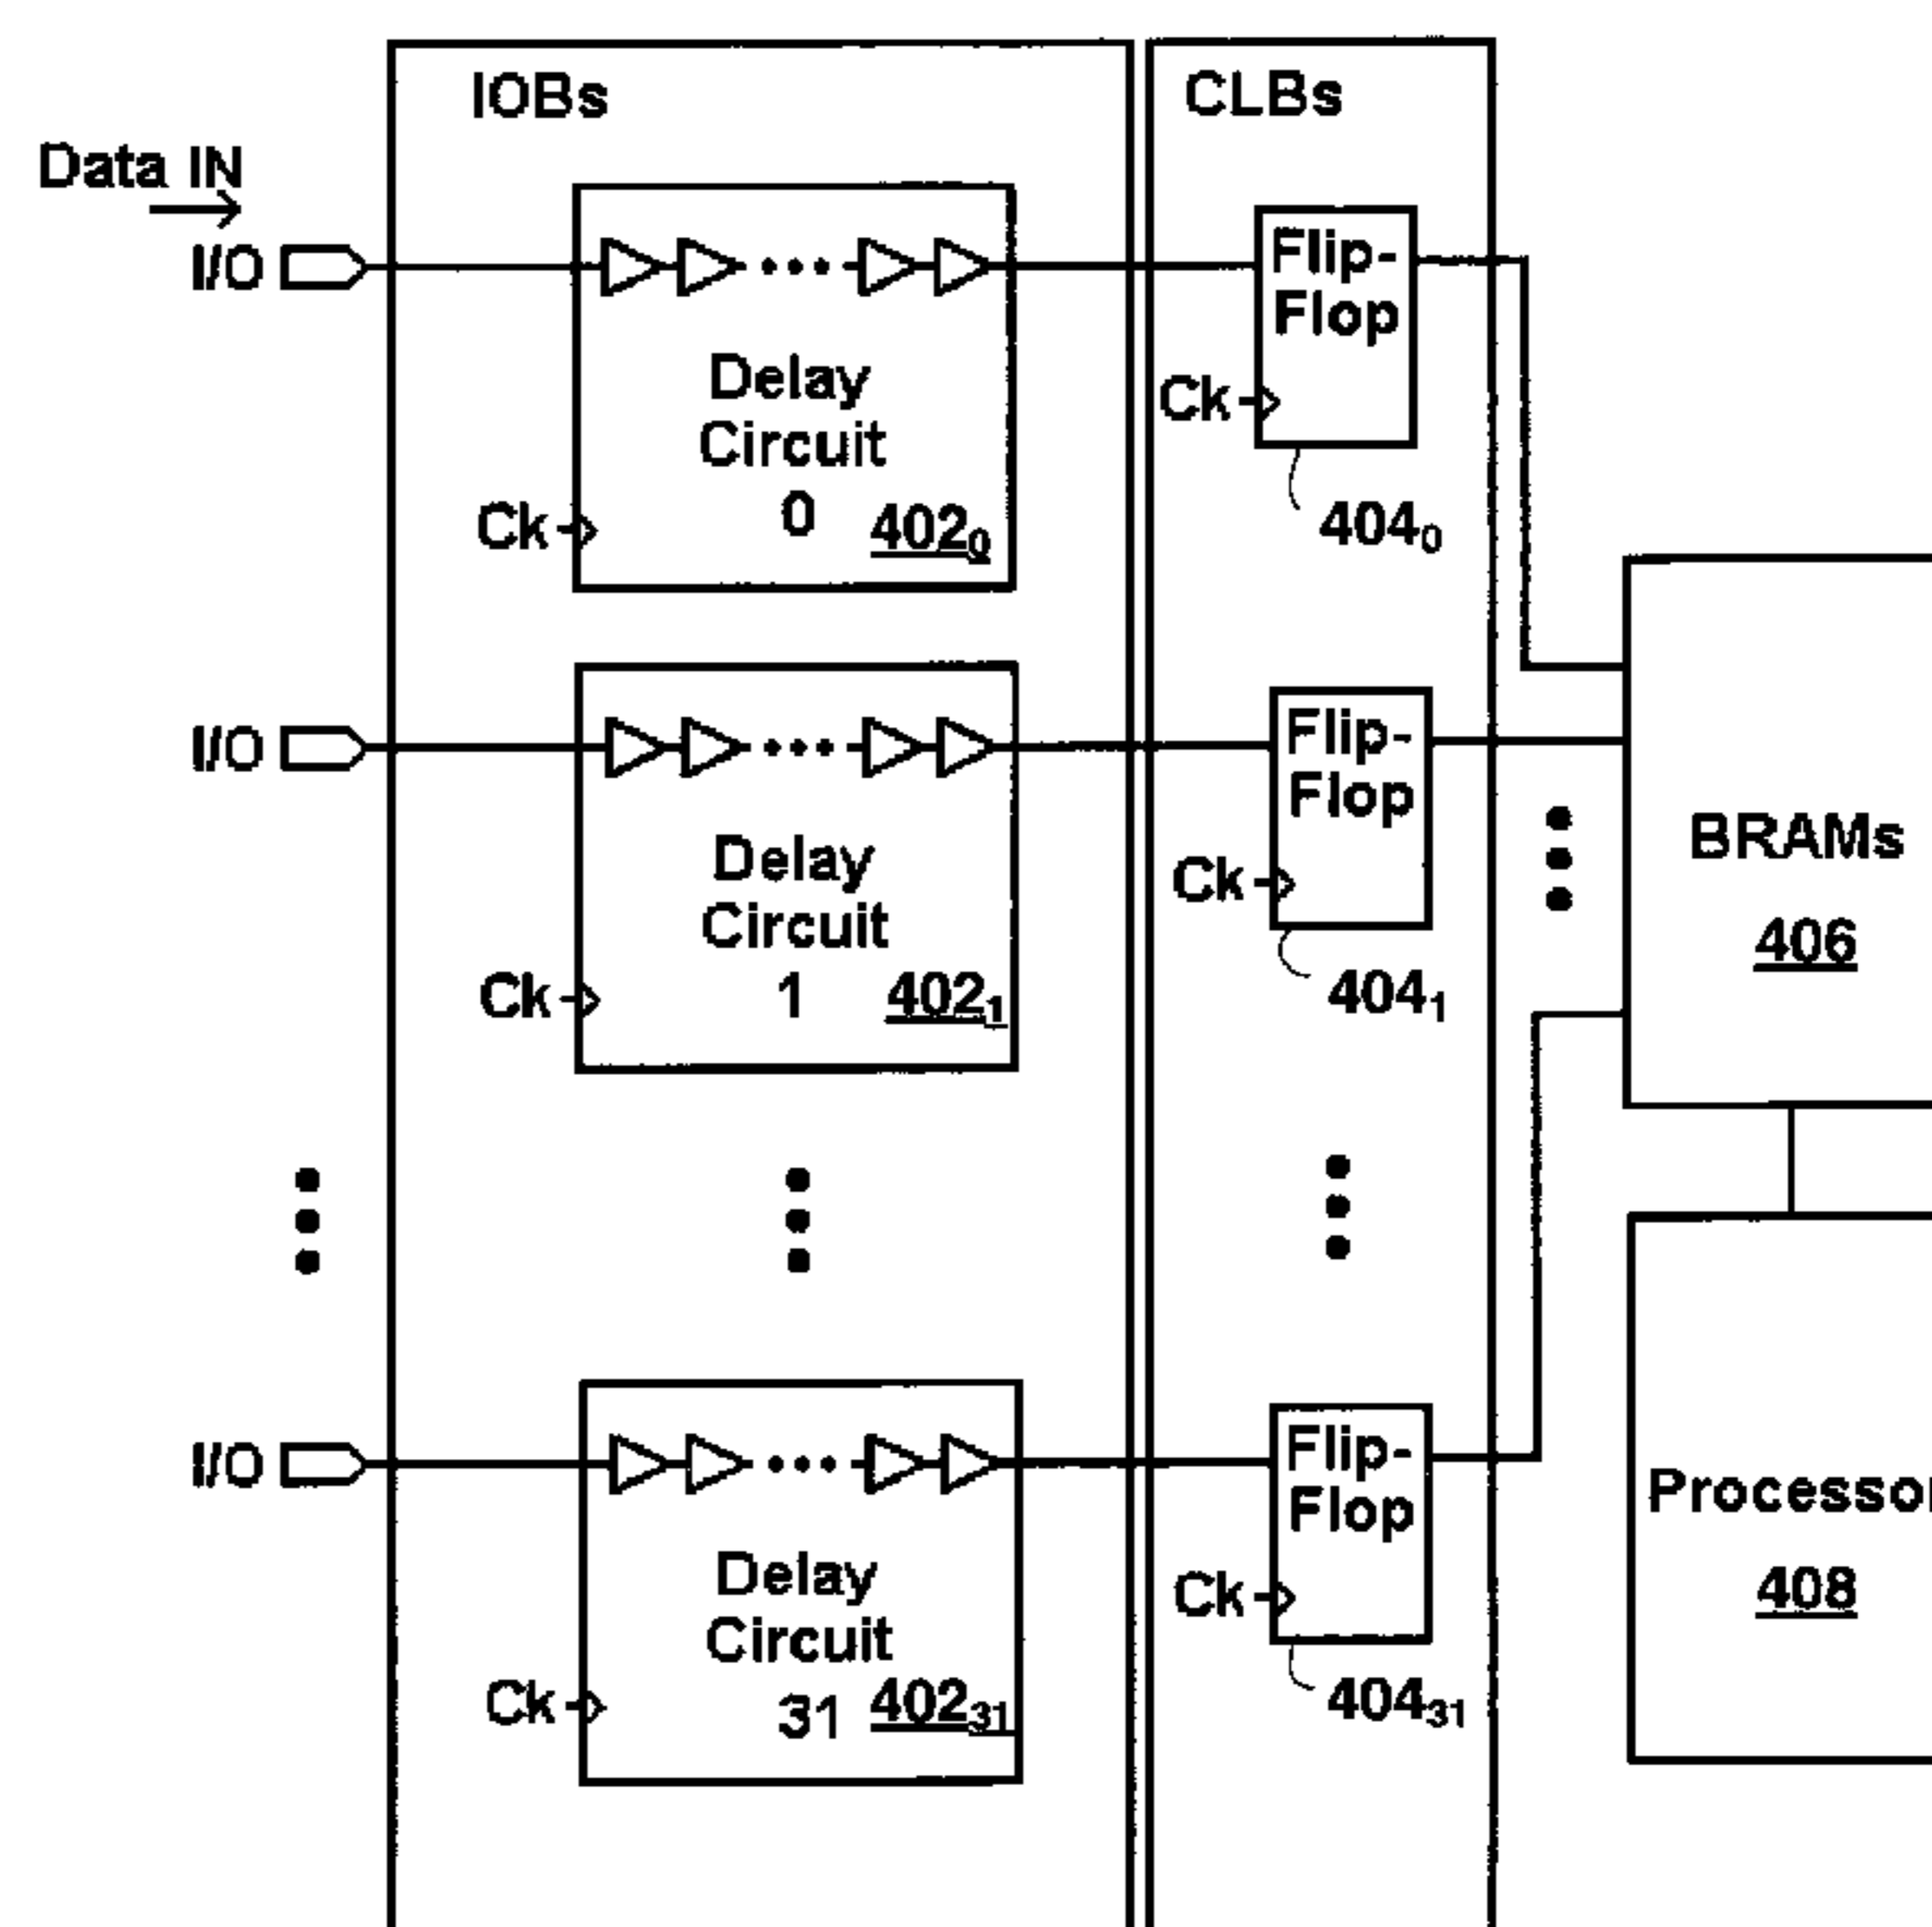 IOBs
CLBs
Data IN
I/O
Flip-
Flop
Delay
Circuit
0
Ck
402₀
Ck
404₀
I/O
Flip-
Flop
Delay
Circuit
1
Ck
402₁
Ck
404₁
BRAMs
406
I/O
Flip-
Flop
Delay
Circuit
31
Ck
402₃₁
Ck
404₃₁
Processor
408